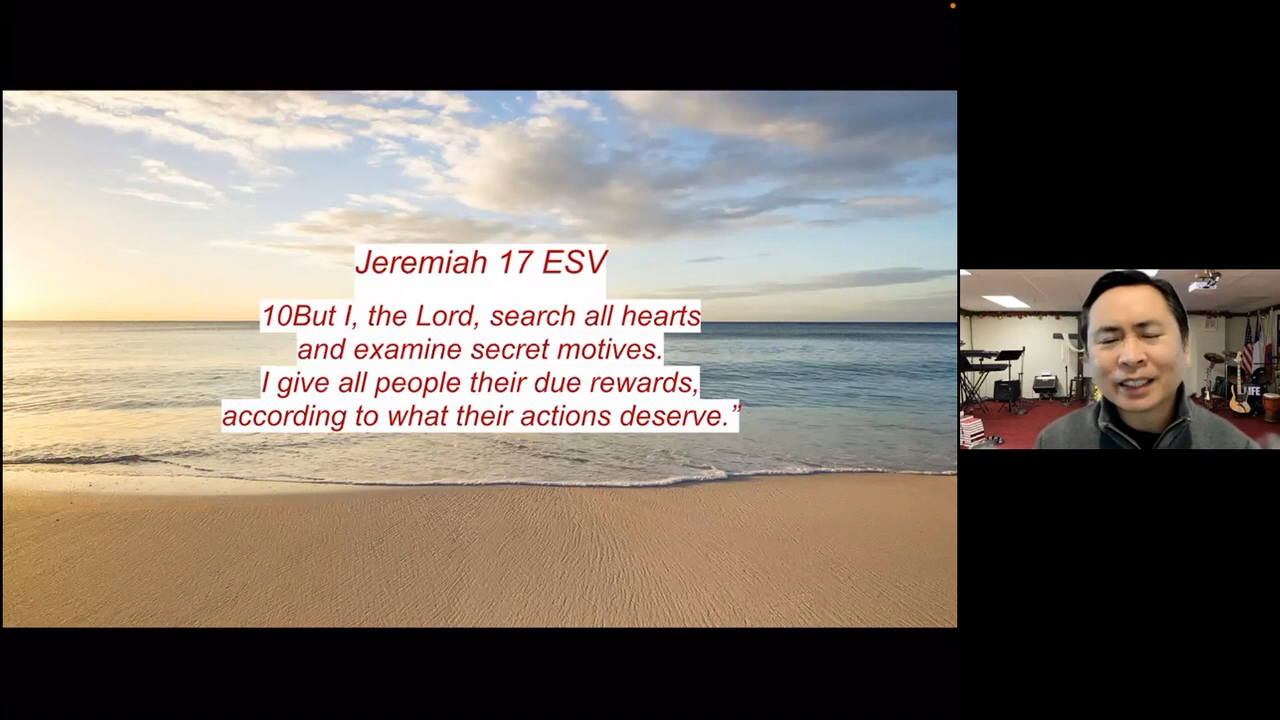 Jeremiah 17 ESV
10But I, the Lord, search all hearts
and examine secret motives.
I give all people their due rewards,
according to what their actions deserve.”